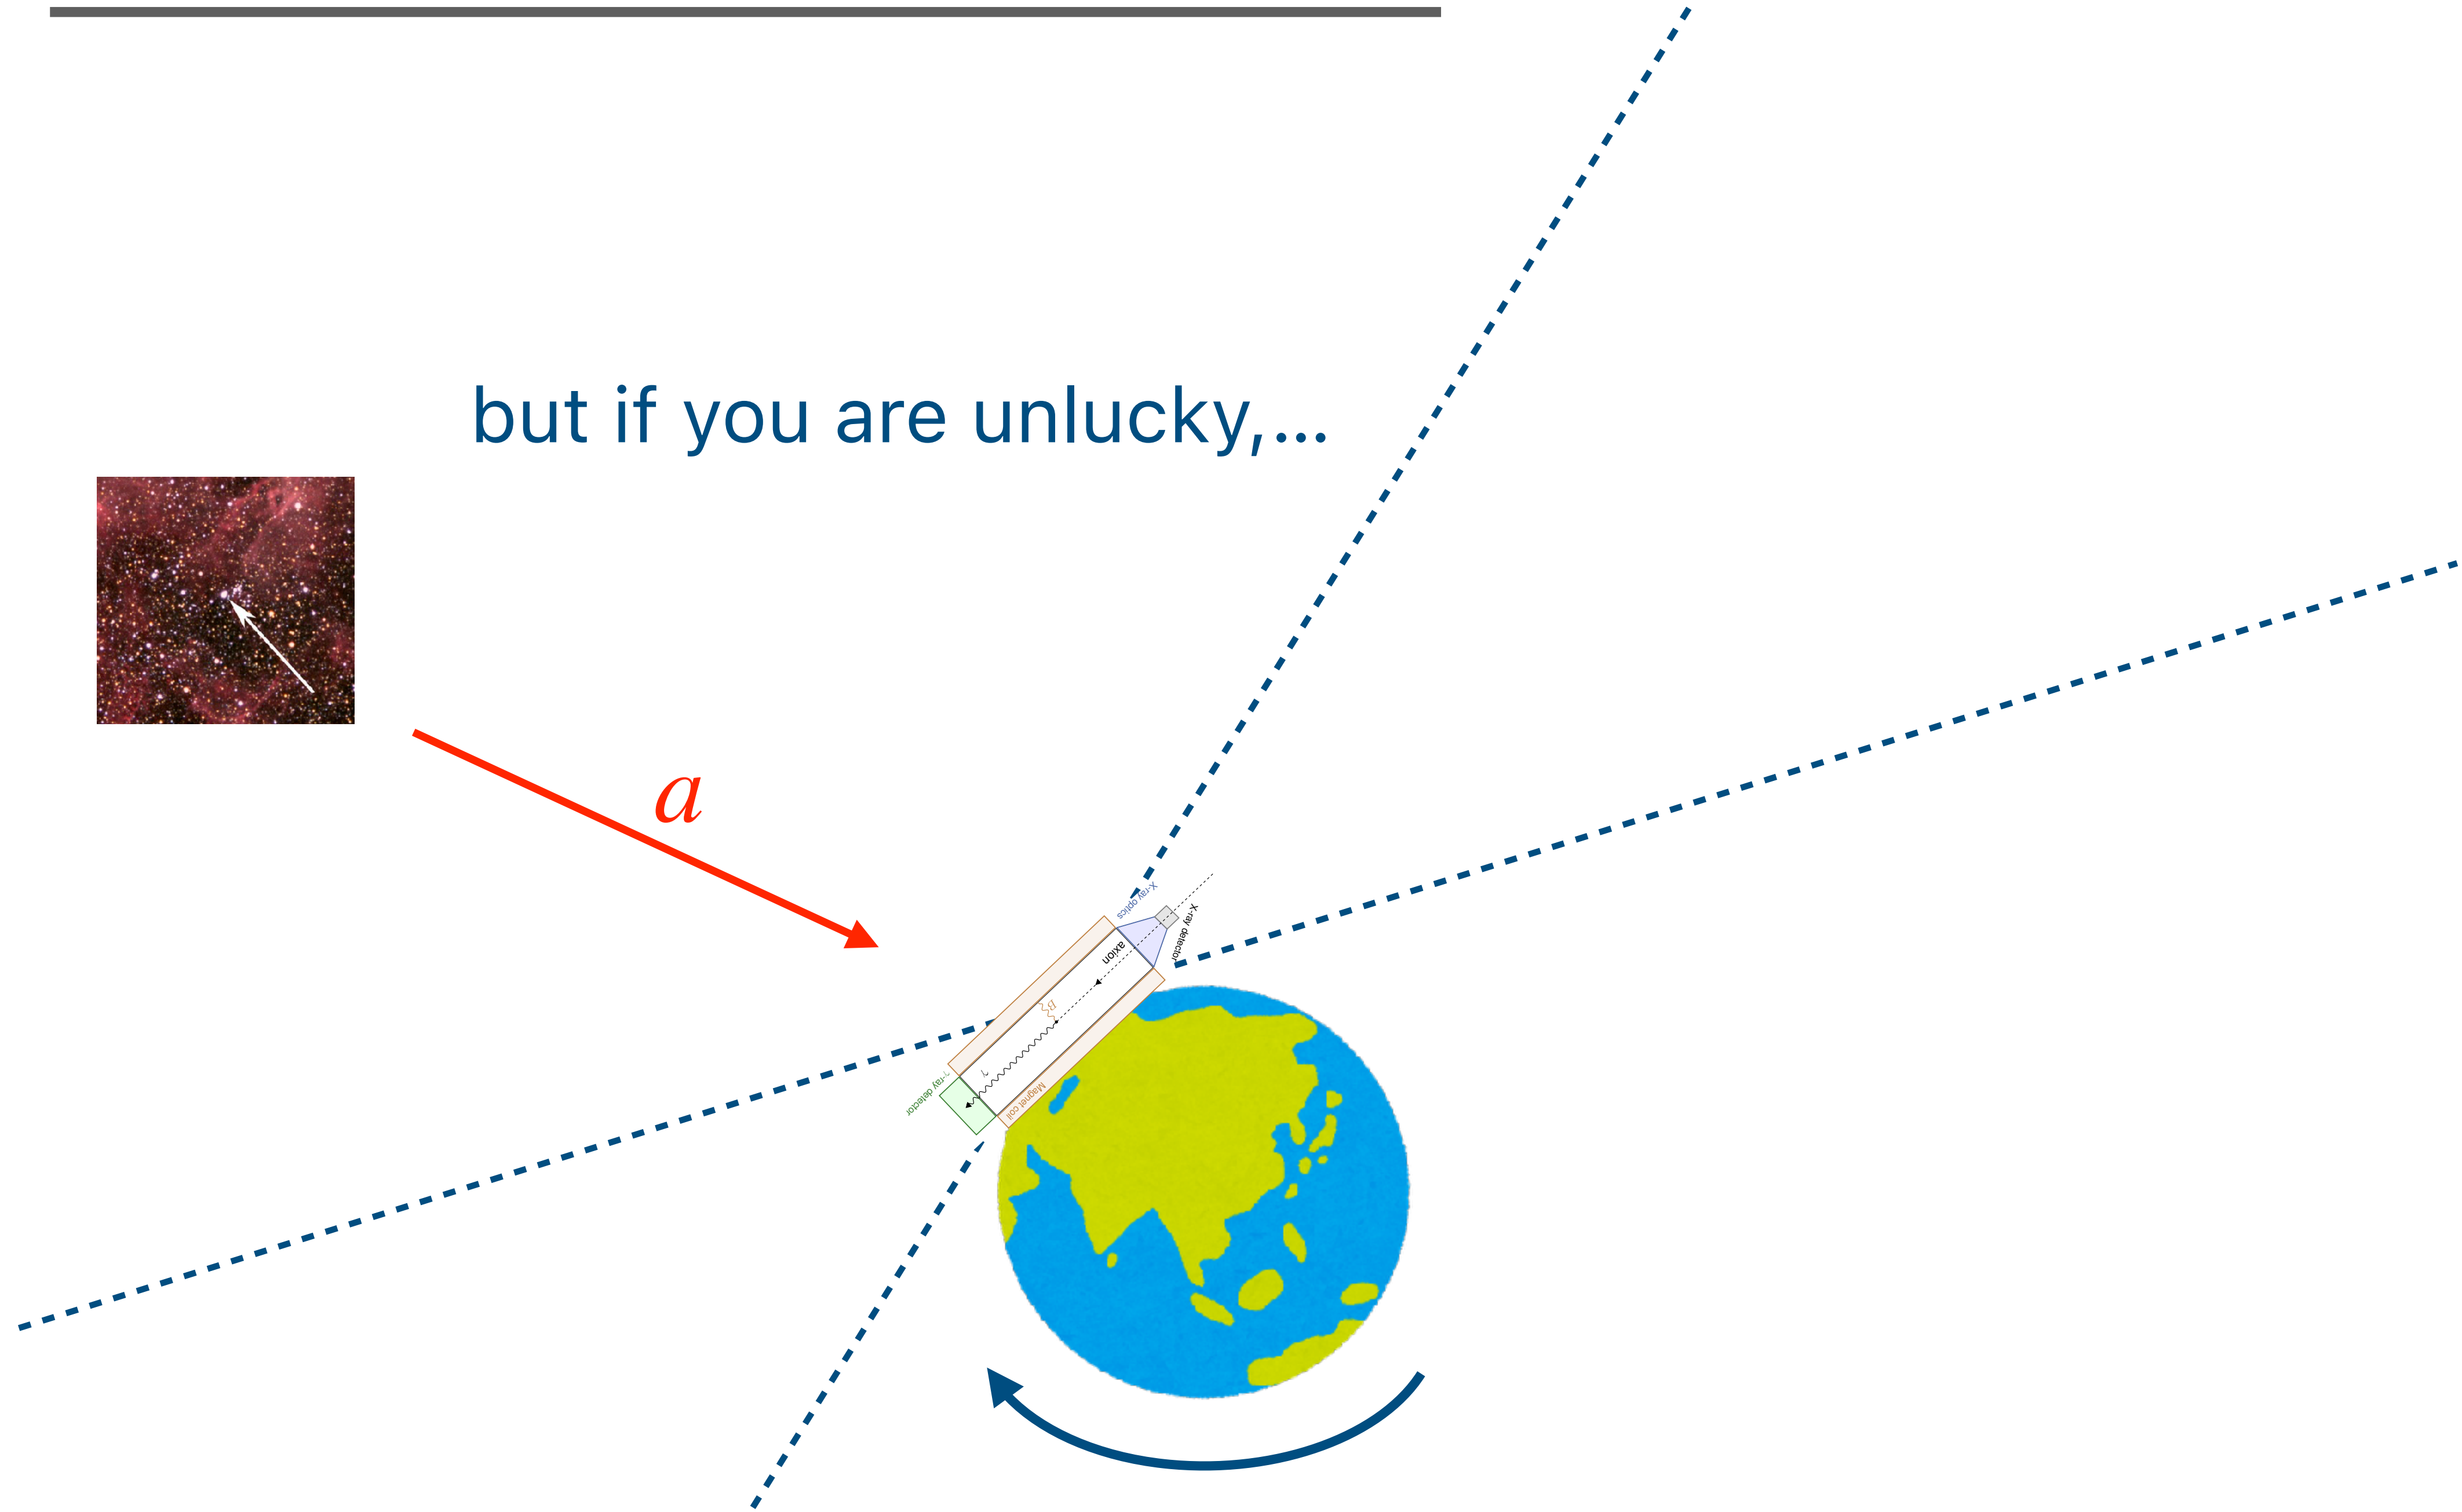 but if you are unlucky,...
a
X-ray optics
X-ray detector
axion
B
γ
γ-ray detector
Magnet coil